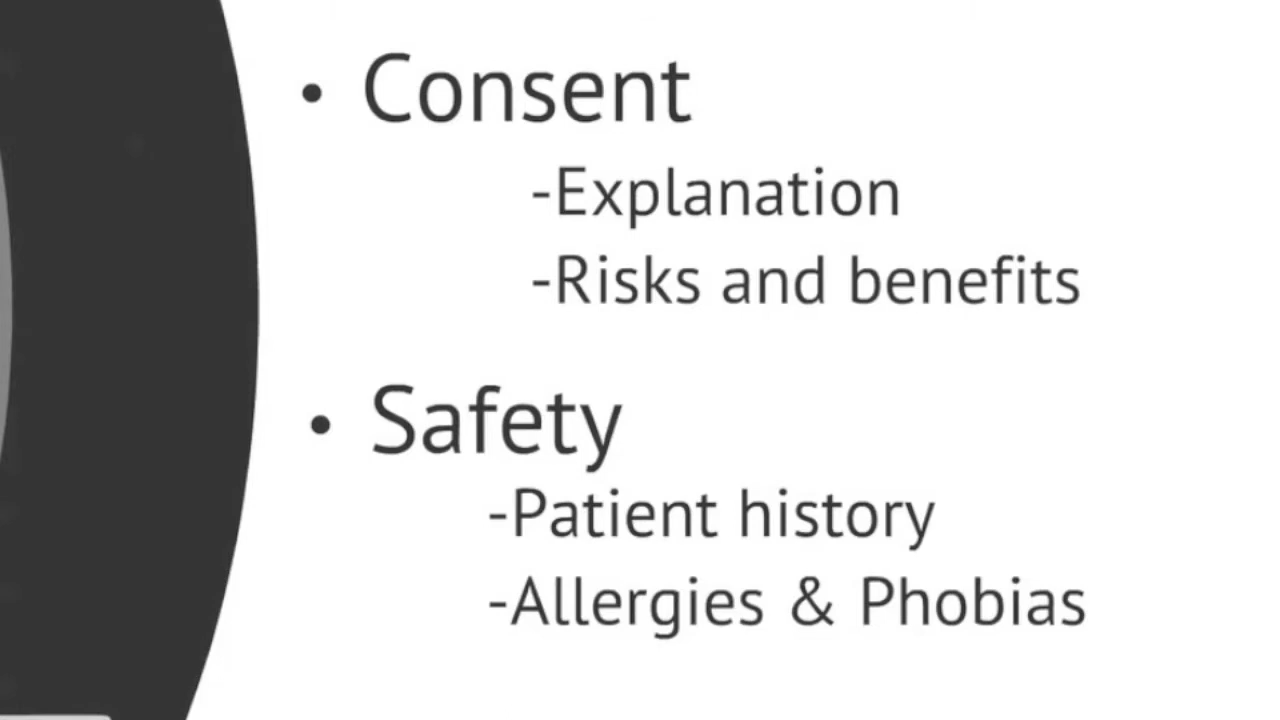 • Consent
-Explanation
-Risks and benefits
• Safety
-Patient history
-Allergies & Phobias